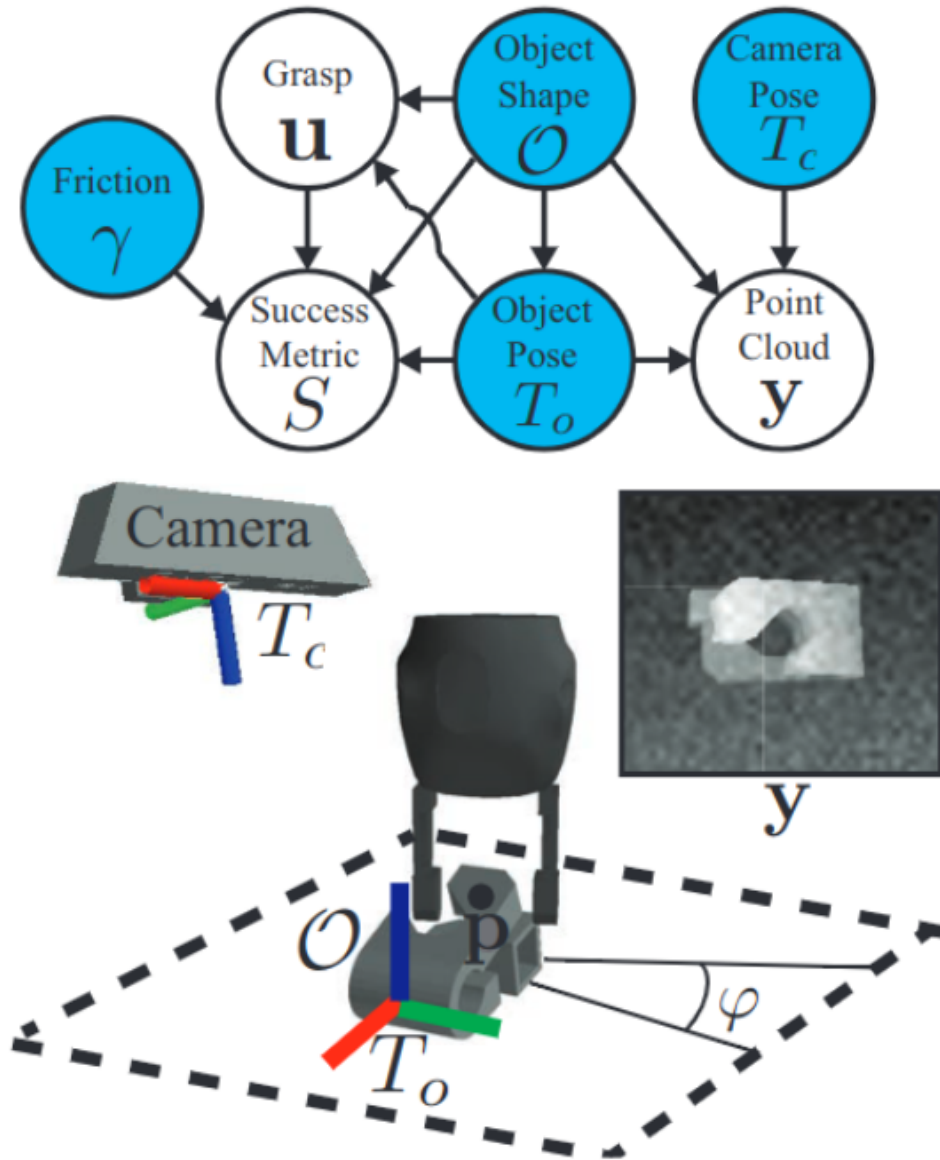 Grasp
u
Object
Shape
𝒪
Camera
Pose
T_c
Friction
γ
Success
Metric
S
Object
Pose
T_o
Point
Cloud
y
Camera
T_c
y
𝒪
p
φ
T_o